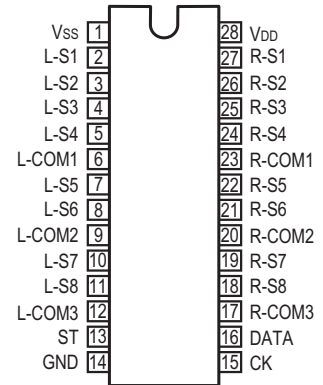 VSS 1 28 VDD
L-S1 2 27 R-S1
L-S2 3 26 R-S2
L-S3 4 25 R-S3
L-S4 5 24 R-S4
L-COM1 6 23 R-COM1
L-S5 7 22 R-S5
L-S6 8 21 R-S6
L-COM2 9 20 R-COM2
L-S7 10 19 R-S7
L-S8 11 18 R-S8
L-COM3 12 17 R-COM3
ST 13 16 DATA
GND 14 15 CK